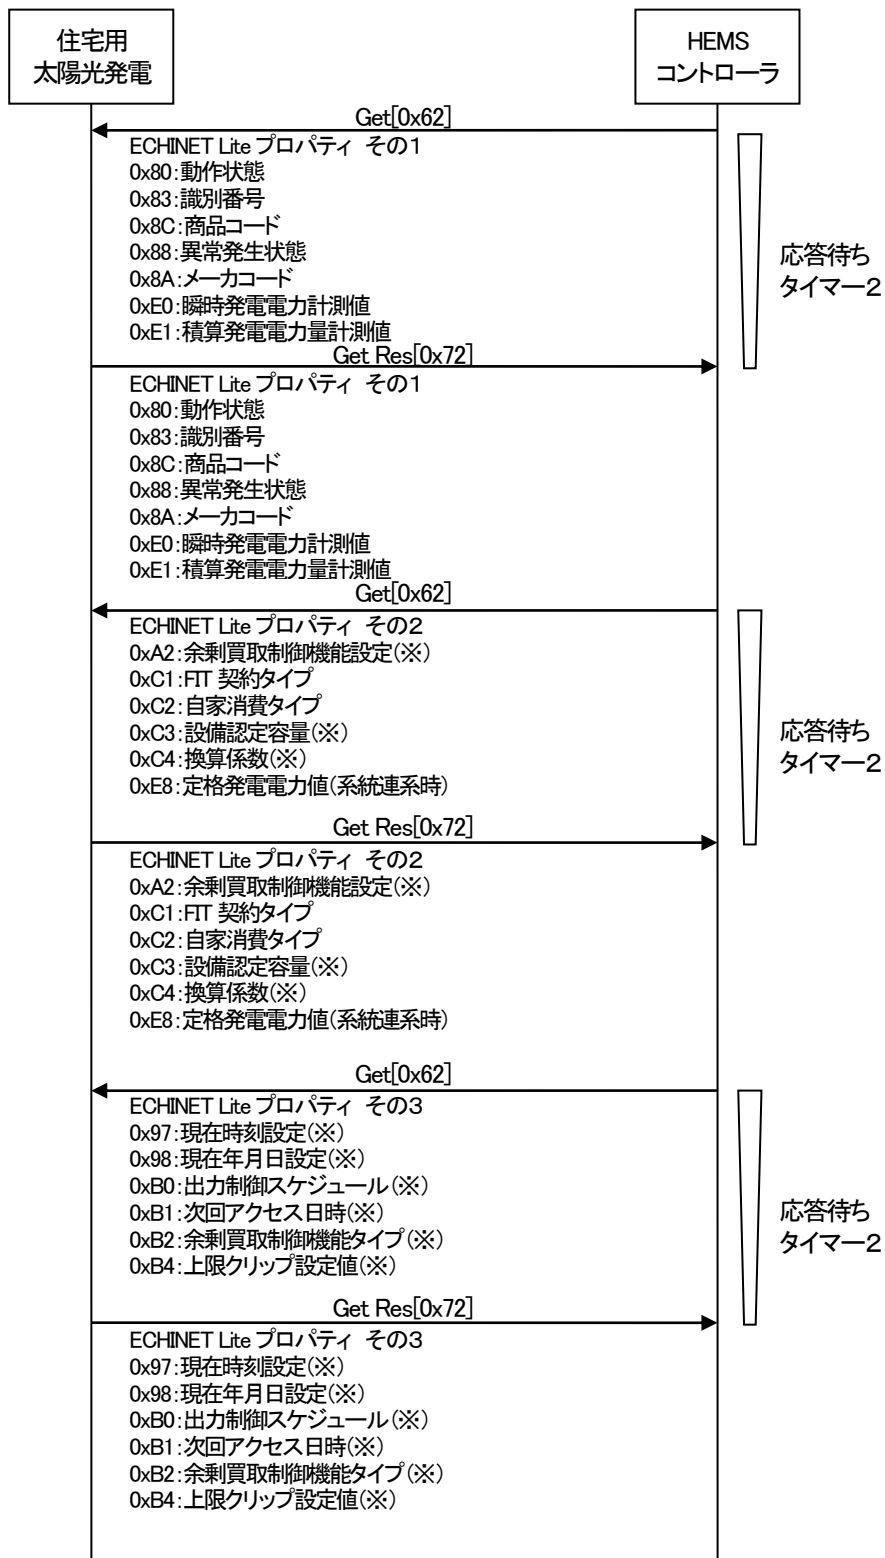 住宅用
太陽光発電
HEMS
コントローラ
Get[0x62]
ECHINET Lite プロパティ その1
0x80:動作状態
0x83:識別番号
0x8C:商品コード
0x88:異常発生状態
0x8A:メーカコード
0xE0:瞬時発電電力計測値
0xE1:積算発電電力量計測値
応答待ち
タイマー2
Get Res[0x72]
ECHINET Lite プロパティ その1
0x80:動作状態
0x83:識別番号
0x8C:商品コード
0x88:異常発生状態
0x8A:メーカコード
0xE0:瞬時発電電力計測値
0xE1:積算発電電力量計測値
Get[0x62]
ECHINET Lite プロパティ その2
0xA2:余剰買取制御機能設定(※)
0xC1:FIT 契約タイプ
0xC2:自家消費タイプ
0xC3:設備認定容量(※)
0xC4:換算係数(※)
0xE8:定格発電電力値(系統連系時)
応答待ち
タイマー2
Get Res[0x72]
ECHINET Lite プロパティ その2
0xA2:余剰買取制御機能設定(※)
0xC1:FIT 契約タイプ
0xC2:自家消費タイプ
0xC3:設備認定容量(※)
0xC4:換算係数(※)
0xE8:定格発電電力値(系統連系時)
Get[0x62]
ECHINET Lite プロパティ その3
0x97:現在時刻設定(※)
0x98:現在年月日設定(※)
0xB0:出力制御スケジュール(※)
0xB1:次回アクセス日時(※)
0xB2:余剰買取制御機能タイプ(※)
0xB4:上限クリップ設定値(※)
応答待ち
タイマー2
Get Res[0x72]
ECHINET Lite プロパティ その3
0x97:現在時刻設定(※)
0x98:現在年月日設定(※)
0xB0:出力制御スケジュール(※)
0xB1:次回アクセス日時(※)
0xB2:余剰買取制御機能タイプ(※)
0xB4:上限クリップ設定値(※)